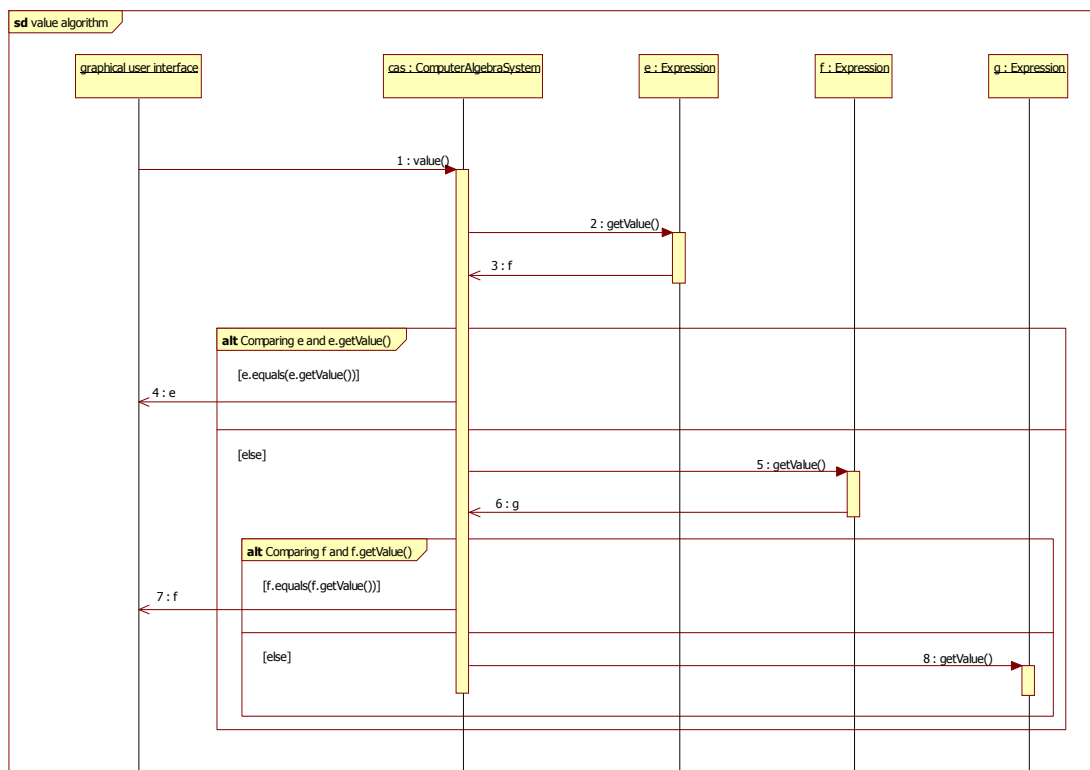 sd value algorithm
graphical user interface
cas : ComputerAlgebraSystem
e : Expression
f : Expression
g : Expression
1 : value()
2 : getValue()
3 : f
alt Comparing e and e.getValue()
[e.equals(e.getValue())]
4 : e
[else]
5 : getValue()
6 : g
alt Comparing f and f.getValue()
[f.equals(f.getValue())]
7 : f
[else]
8 : getValue()